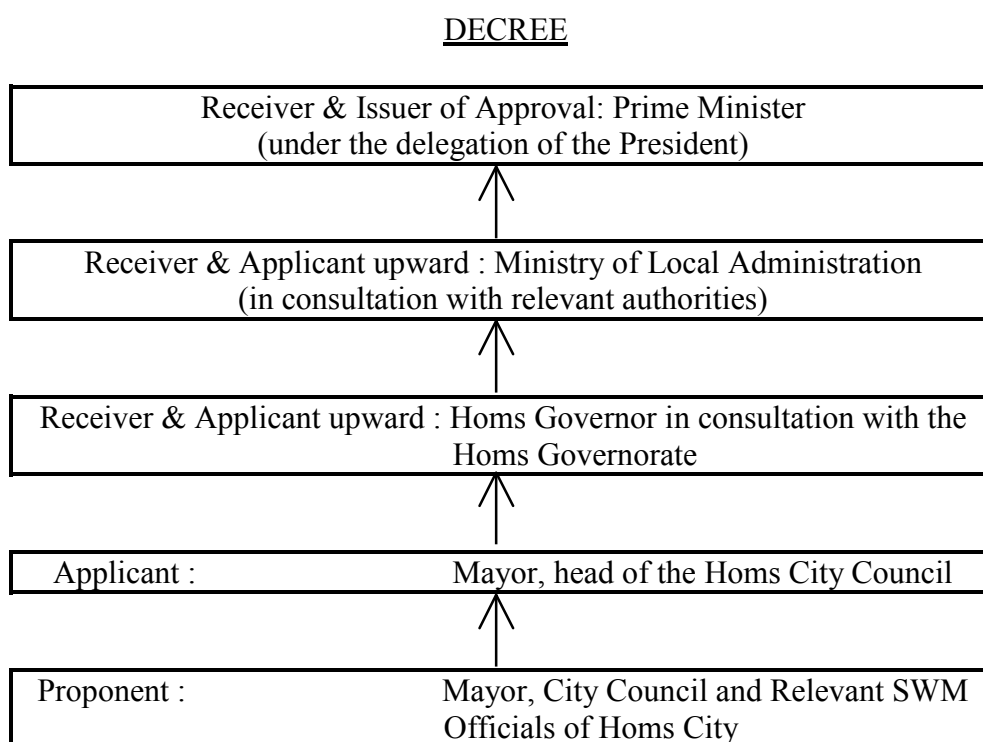 DECREE
Receiver & Issuer of Approval: Prime Minister
(under the delegation of the President)
Receiver & Applicant upward : Ministry of Local Administration
(in consultation with relevant authorities)
Receiver & Applicant upward : Homs Governor in consultation with the
Homs Governorate
Applicant : Mayor, head of the Homs City Council
Proponent : Mayor, City Council and Relevant SWM
Officials of Homs City